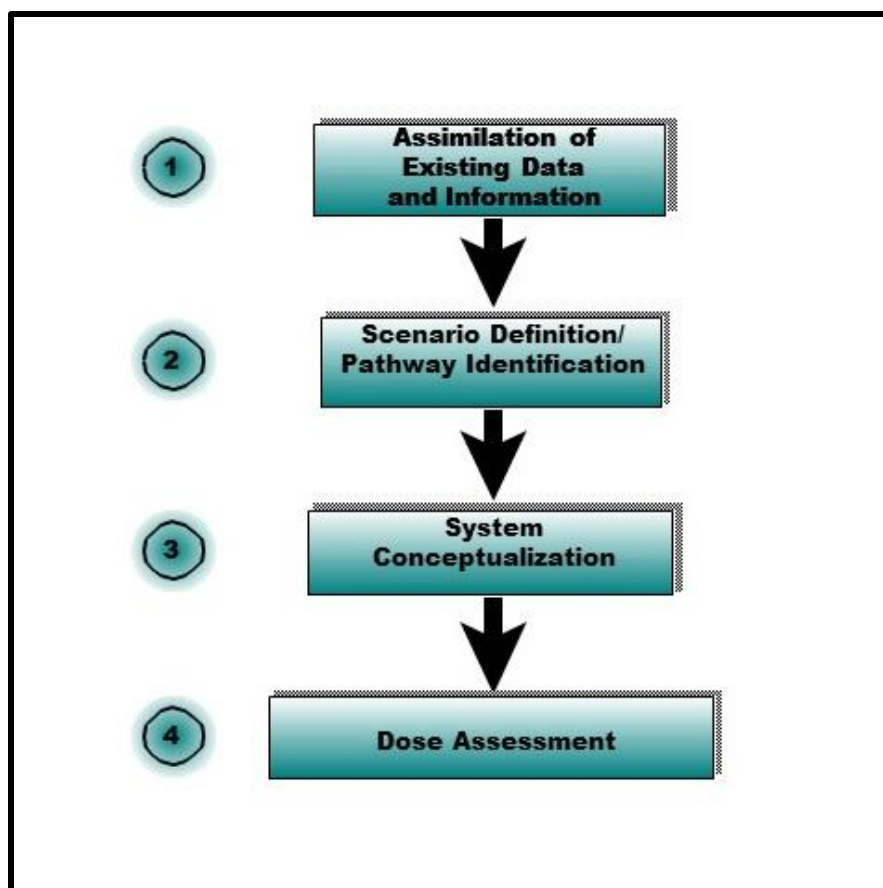 1
Assimilation of
Existing Data
and Information
2
Scenario Definition/
Pathway Identification
3
System
Conceptualization
4
Dose Assessment